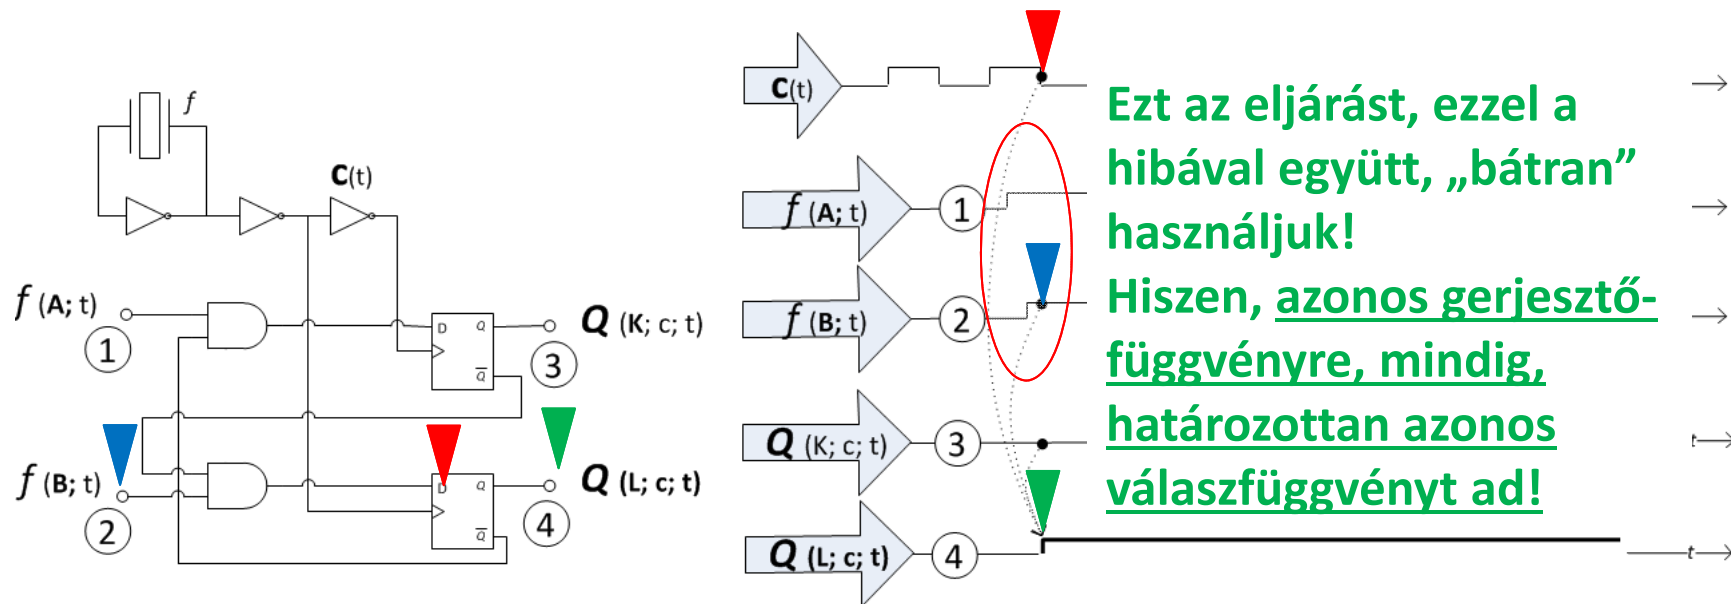 f
C(t)
f (A; t)
1
D
Q
Q
Q (K; c; t)
3
f (B; t)
2
D
Q
Q
Q (L; c; t)
4
C(t)
f (A; t)
1
f (B; t)
2
Q (K; c; t)
3
t
Q (L; c; t)
4
t
Ezt az eljárást, ezzel a
hibával együtt, „bátran”
használjuk!
Hiszen, azonos gerjesztő-
függvényre, mindig,
határozottan azonos
válaszfüggvényt ad!